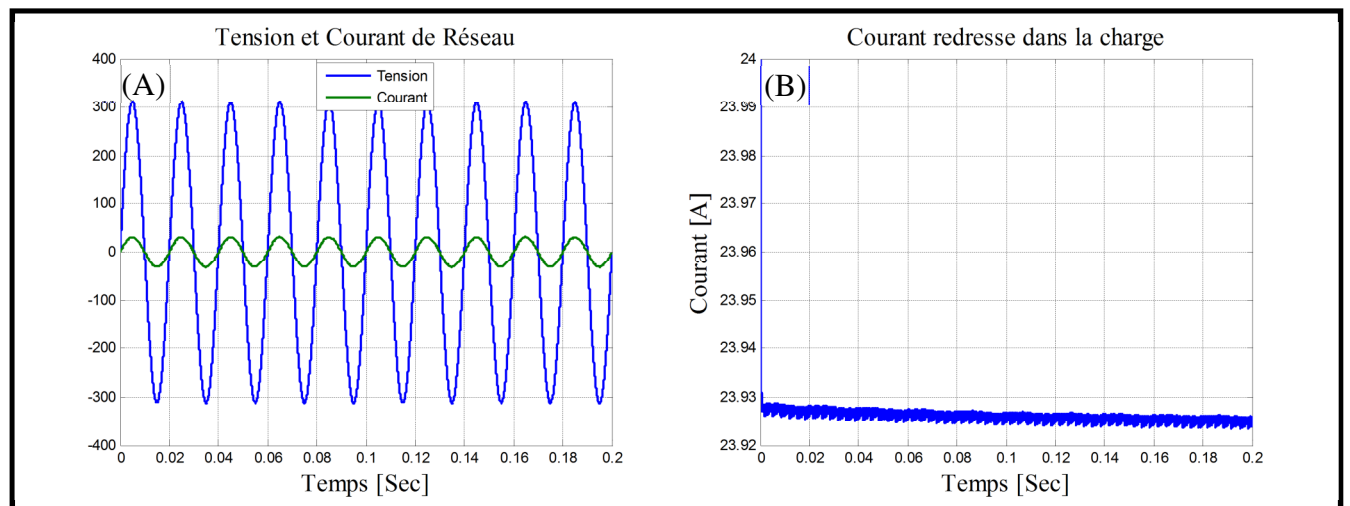 Tension et Courant de Réseau
(A)
Tension
Courant
400
300
200
100
0
-100
-200
-300
-400
0 0.02 0.04 0.06 0.08 0.1 0.12 0.14 0.16 0.18 0.2
Temps [Sec]
Courant redresse dans la charge
(B)
Courant [A]
24
23.99
23.98
23.97
23.96
23.95
23.94
23.93
23.92
0 0.02 0.04 0.06 0.08 0.1 0.12 0.14 0.16 0.18 0.2
Temps [Sec]